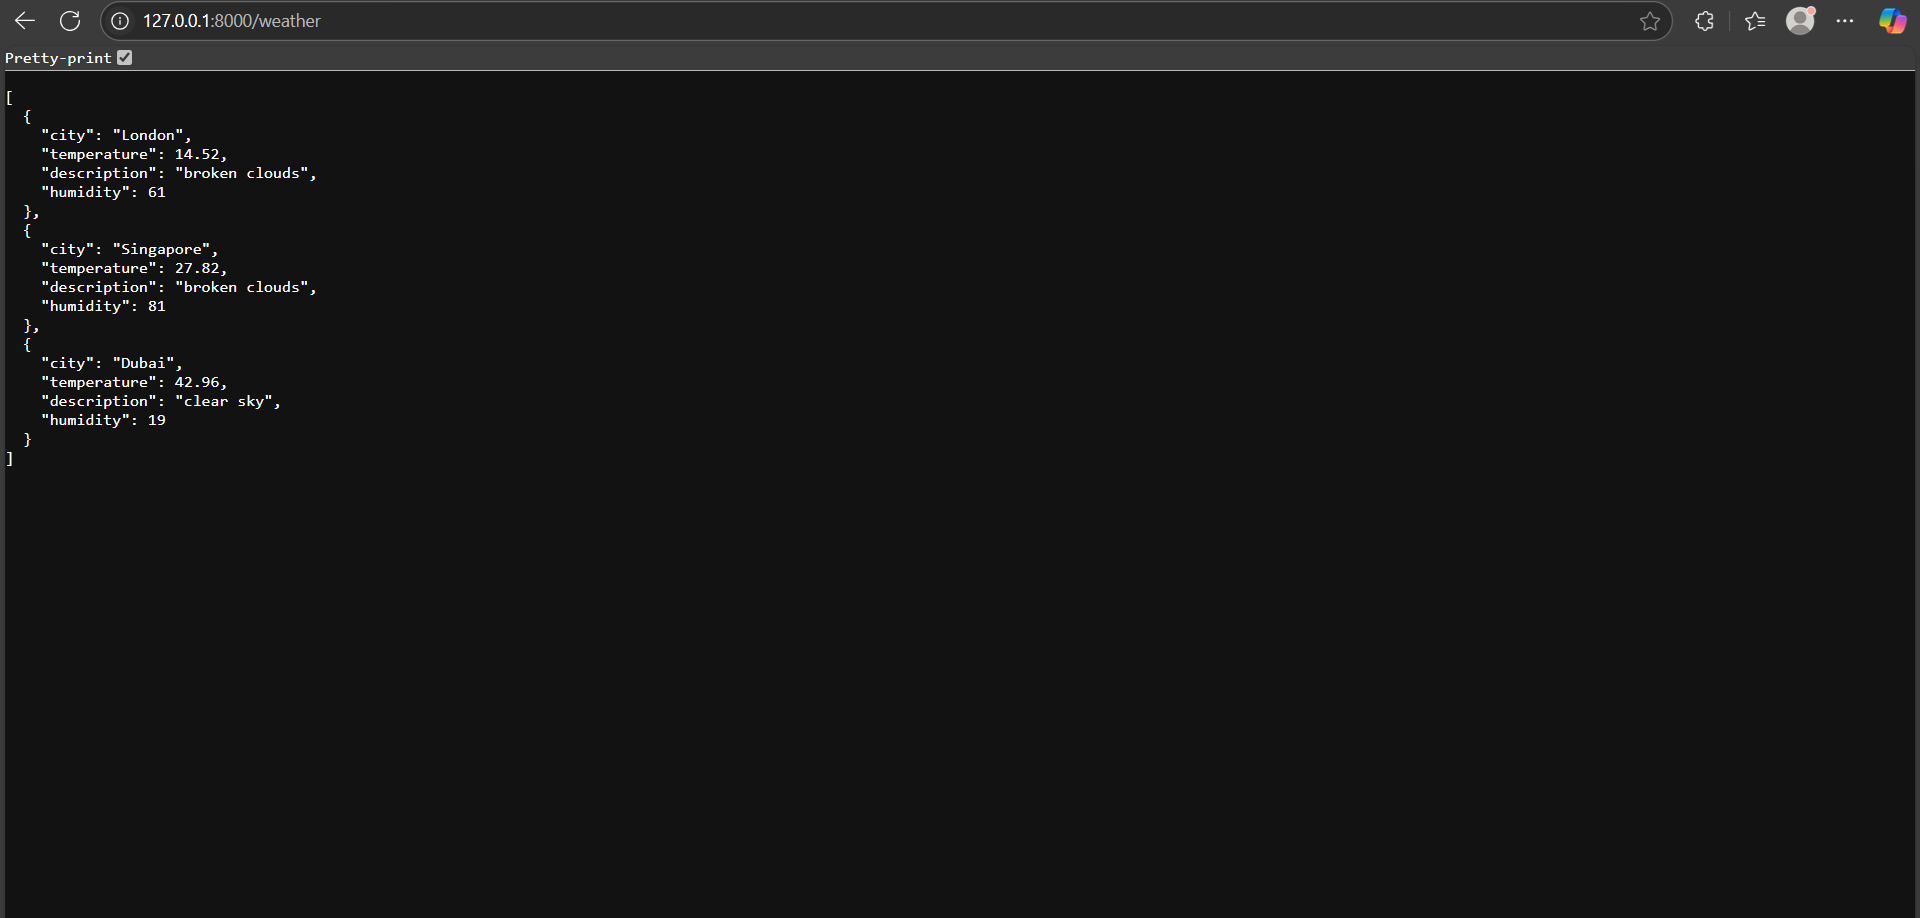 127.0.0.1:8000/weather
Pretty-print
[
  {
    "city": "London",
    "temperature": 14.52,
    "description": "broken clouds",
    "humidity": 61
  },
  {
    "city": "Singapore",
    "temperature": 27.82,
    "description": "broken clouds",
    "humidity": 81
  },
  {
    "city": "Dubai",
    "temperature": 42.96,
    "description": "clear sky",
    "humidity": 19
  }
]